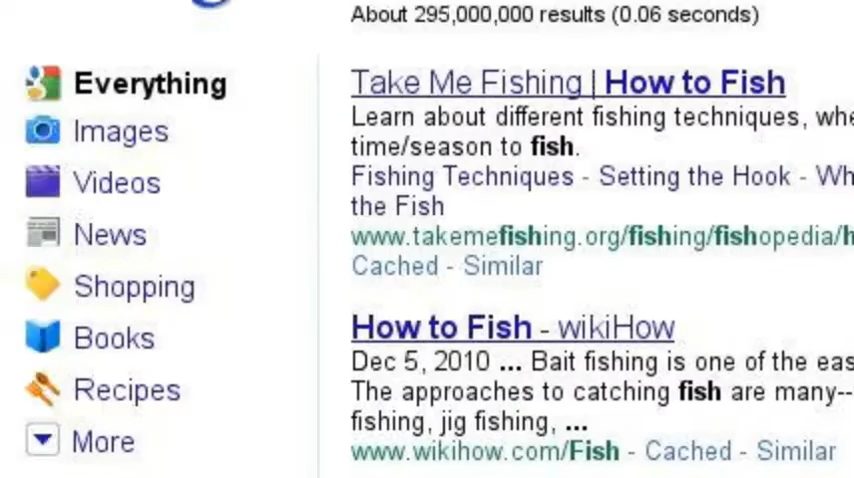 About 295,000,000 results (0.06 seconds)
Everything
Images
Videos
News
Shopping
Books
Recipes
More
Take Me Fishing | How to Fish
Learn about different fishing techniques,
time/season to fish.
Fishing Techniques - Setting the Hook -
the Fish
www.takemefishing.org/fishing/fishopedia/h
Cached - Similar
How to Fish - wikiHow
Dec 5, 2010 ... Bait fishing is one of the
The approaches to catching fish are many--
fishing, jig fishing, ...
www.wikihow.com/Fish - Cached - Similar